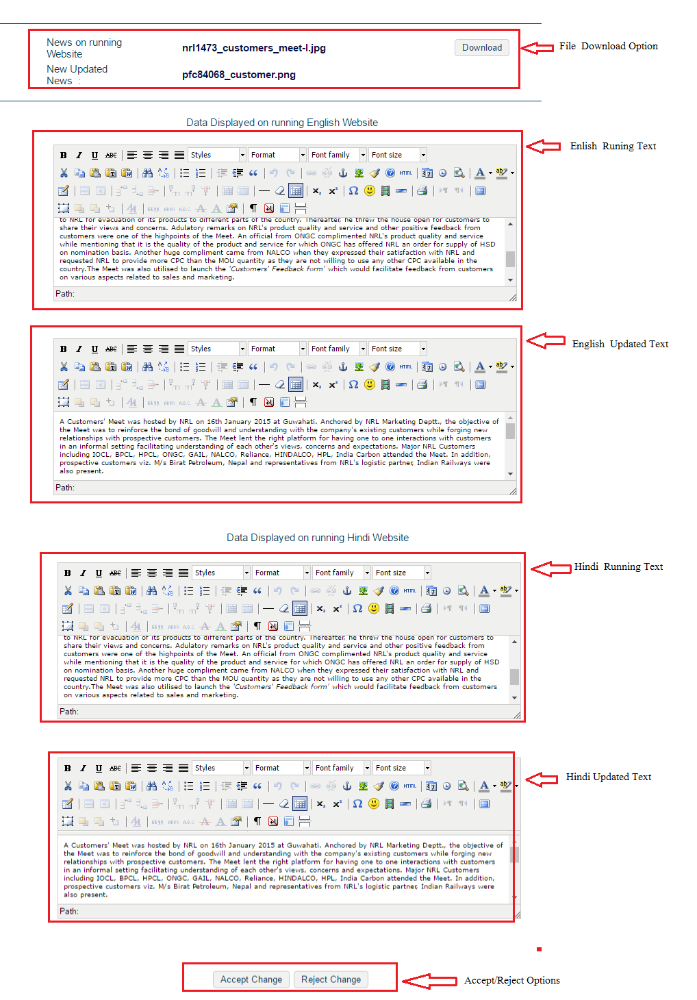 News on running
Website
nrl1473_customers_meet-I.jpg
Download
File Download Option
New Updated
News :
pfc84068_customer.png
Data Displayed on running English Website
Enlish Runing Text
B I U ABC Styles Format Font family Font size
HTML
to NRL for evacuation of its products to different parts of the country. Thereafter, he threw the house open for customers to
share their views and concerns. Adulatory remarks on NRL's product quality and service and other positive feedback from
customers were one of the highpoints of the Meet. An official from ONGC complimented NRL's product quality and service
while mentioning that it is the quality of the product and service for which ONGC has offered NRL an order for supply of HSD
on nomination basis. Another huge compliment came from NALCO when they expressed their satisfaction with NRL and
requested NRL to provide more CPC than the MOU quantity as they are not willing to use any other CPC available in the
country.The Meet was also utilised to launch the 'Customers' Feedback form' which would facilitate feedback from customers
on various aspects related to sales and marketing.
Path:
English Updated Text
B I U ABC Styles Format Font family Font size
HTML
A Customers' Meet was hosted by NRL on 16th January 2015 at Guwahati. Anchored by NRL Marketing Deptt., the objective of
the Meet was to reinforce the bond of goodwill and understanding with the company's existing customers while forging new
relationships with prospective customers. The Meet lent the right platform for having one to one interactions with customers
in an informal setting facilitating understanding of each other's views, concerns and expectations. Major NRL Customers
including IOCL, BPCL, HPCL, ONGC, GAIL, NALCO, Reliance, HINDALCO, HPL, India Carbon attended the Meet. In addition,
prospective customers viz. M/s Birat Petroleum, Nepal and representatives from NRL's logistic partner, Indian Railways were
also present.
Path:
Data Displayed on running Hindi Website
Hindi Running Text
B I U ABC Styles Format Font family Font size
HTML
to NRL for evacuation of its products to different parts of the country. Thereafter, he threw the house open for customers to
share their views and concerns. Adulatory remarks on NRL's product quality and service and other positive feedback from
customers were one of the highpoints of the Meet. An official from ONGC complimented NRL's product quality and service
while mentioning that it is the quality of the product and service for which ONGC has offered NRL an order for supply of HSD
on nomination basis. Another huge compliment came from NALCO when they expressed their satisfaction with NRL and
requested NRL to provide more CPC than the MOU quantity as they are not willing to use any other CPC available in the
country.The Meet was also utilised to launch the 'Customers' Feedback form' which would facilitate feedback from customers
on various aspects related to sales and marketing.
Path:
Hindi Updated Text
B I U ABC Styles Format Font family Font size
HTML
A Customers' Meet was hosted by NRL on 16th January 2015 at Guwahati. Anchored by NRL Marketing Deptt., the objective of
the Meet was to reinforce the bond of goodwill and understanding with the company's existing customers while forging new
relationships with prospective customers. The Meet lent the right platform for having one to one interactions with customers
in an informal setting facilitating understanding of each other's views, concerns and expectations. Major NRL Customers
including IOCL, BPCL, HPCL, ONGC, GAIL, NALCO, Reliance, HINDALCO, HPL, India Carbon attended the Meet. In addition,
prospective customers viz. M/s Birat Petroleum, Nepal and representatives from NRL's logistic partner, Indian Railways were
also present.
Path:
Accept Change Reject Change
Accept/Reject Options